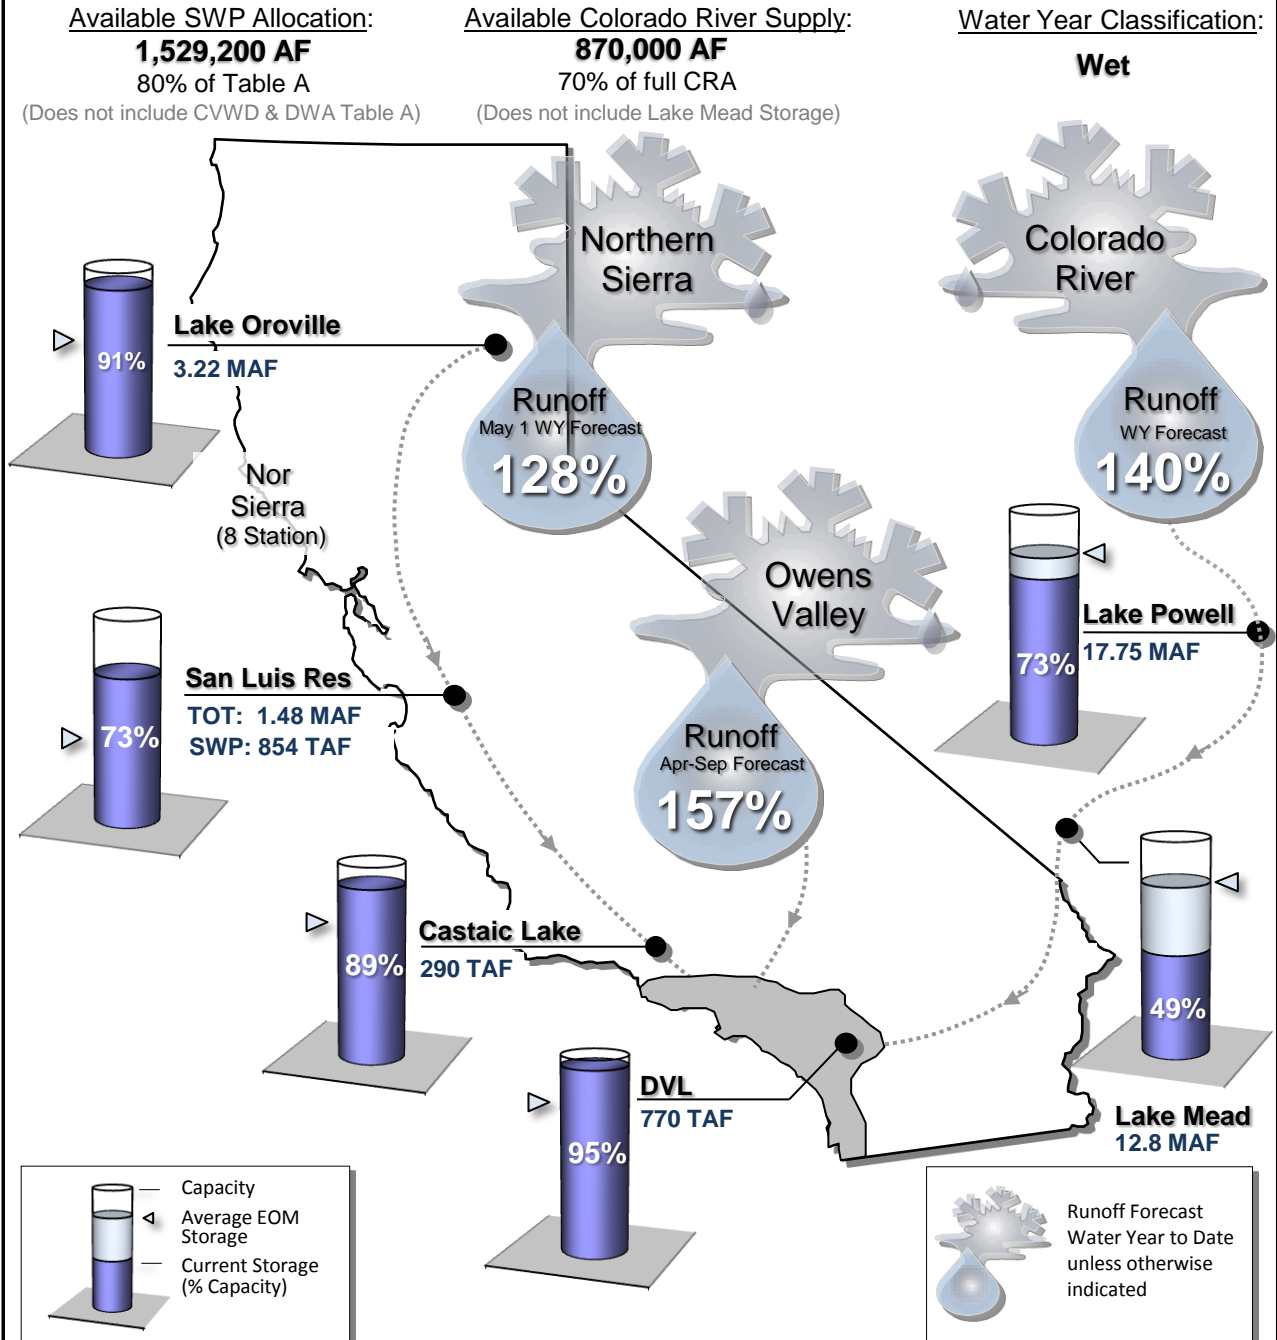 Available SWP Allocation:
1,529,200 AF
80% of Table A
(Does not include CVWD & DWA Table A)
Available Colorado River Supply:
870,000 AF
70% of full CRA
(Does not include Lake Mead Storage)
Water Year Classification:
Wet
Northern
Sierra
Colorado
River
Lake Oroville
3.22 MAF
91%
Runoff
May 1 WY Forecast
128%
Runoff
WY Forecast
140%
Nor
Sierra
(8 Station)
Owens
Valley
Lake Powell
17.75 MAF
73%
San Luis Res
TOT: 1.48 MAF
SWP: 854 TAF
73%
Runoff
Apr-Sep Forecast
157%
Castaic Lake
290 TAF
89%
49%
DVL
770 TAF
95%
Lake Mead
12.8 MAF
Capacity
Average EOM
Storage
Current Storage
(% Capacity)
Runoff Forecast
Water Year to Date
unless otherwise
indicated